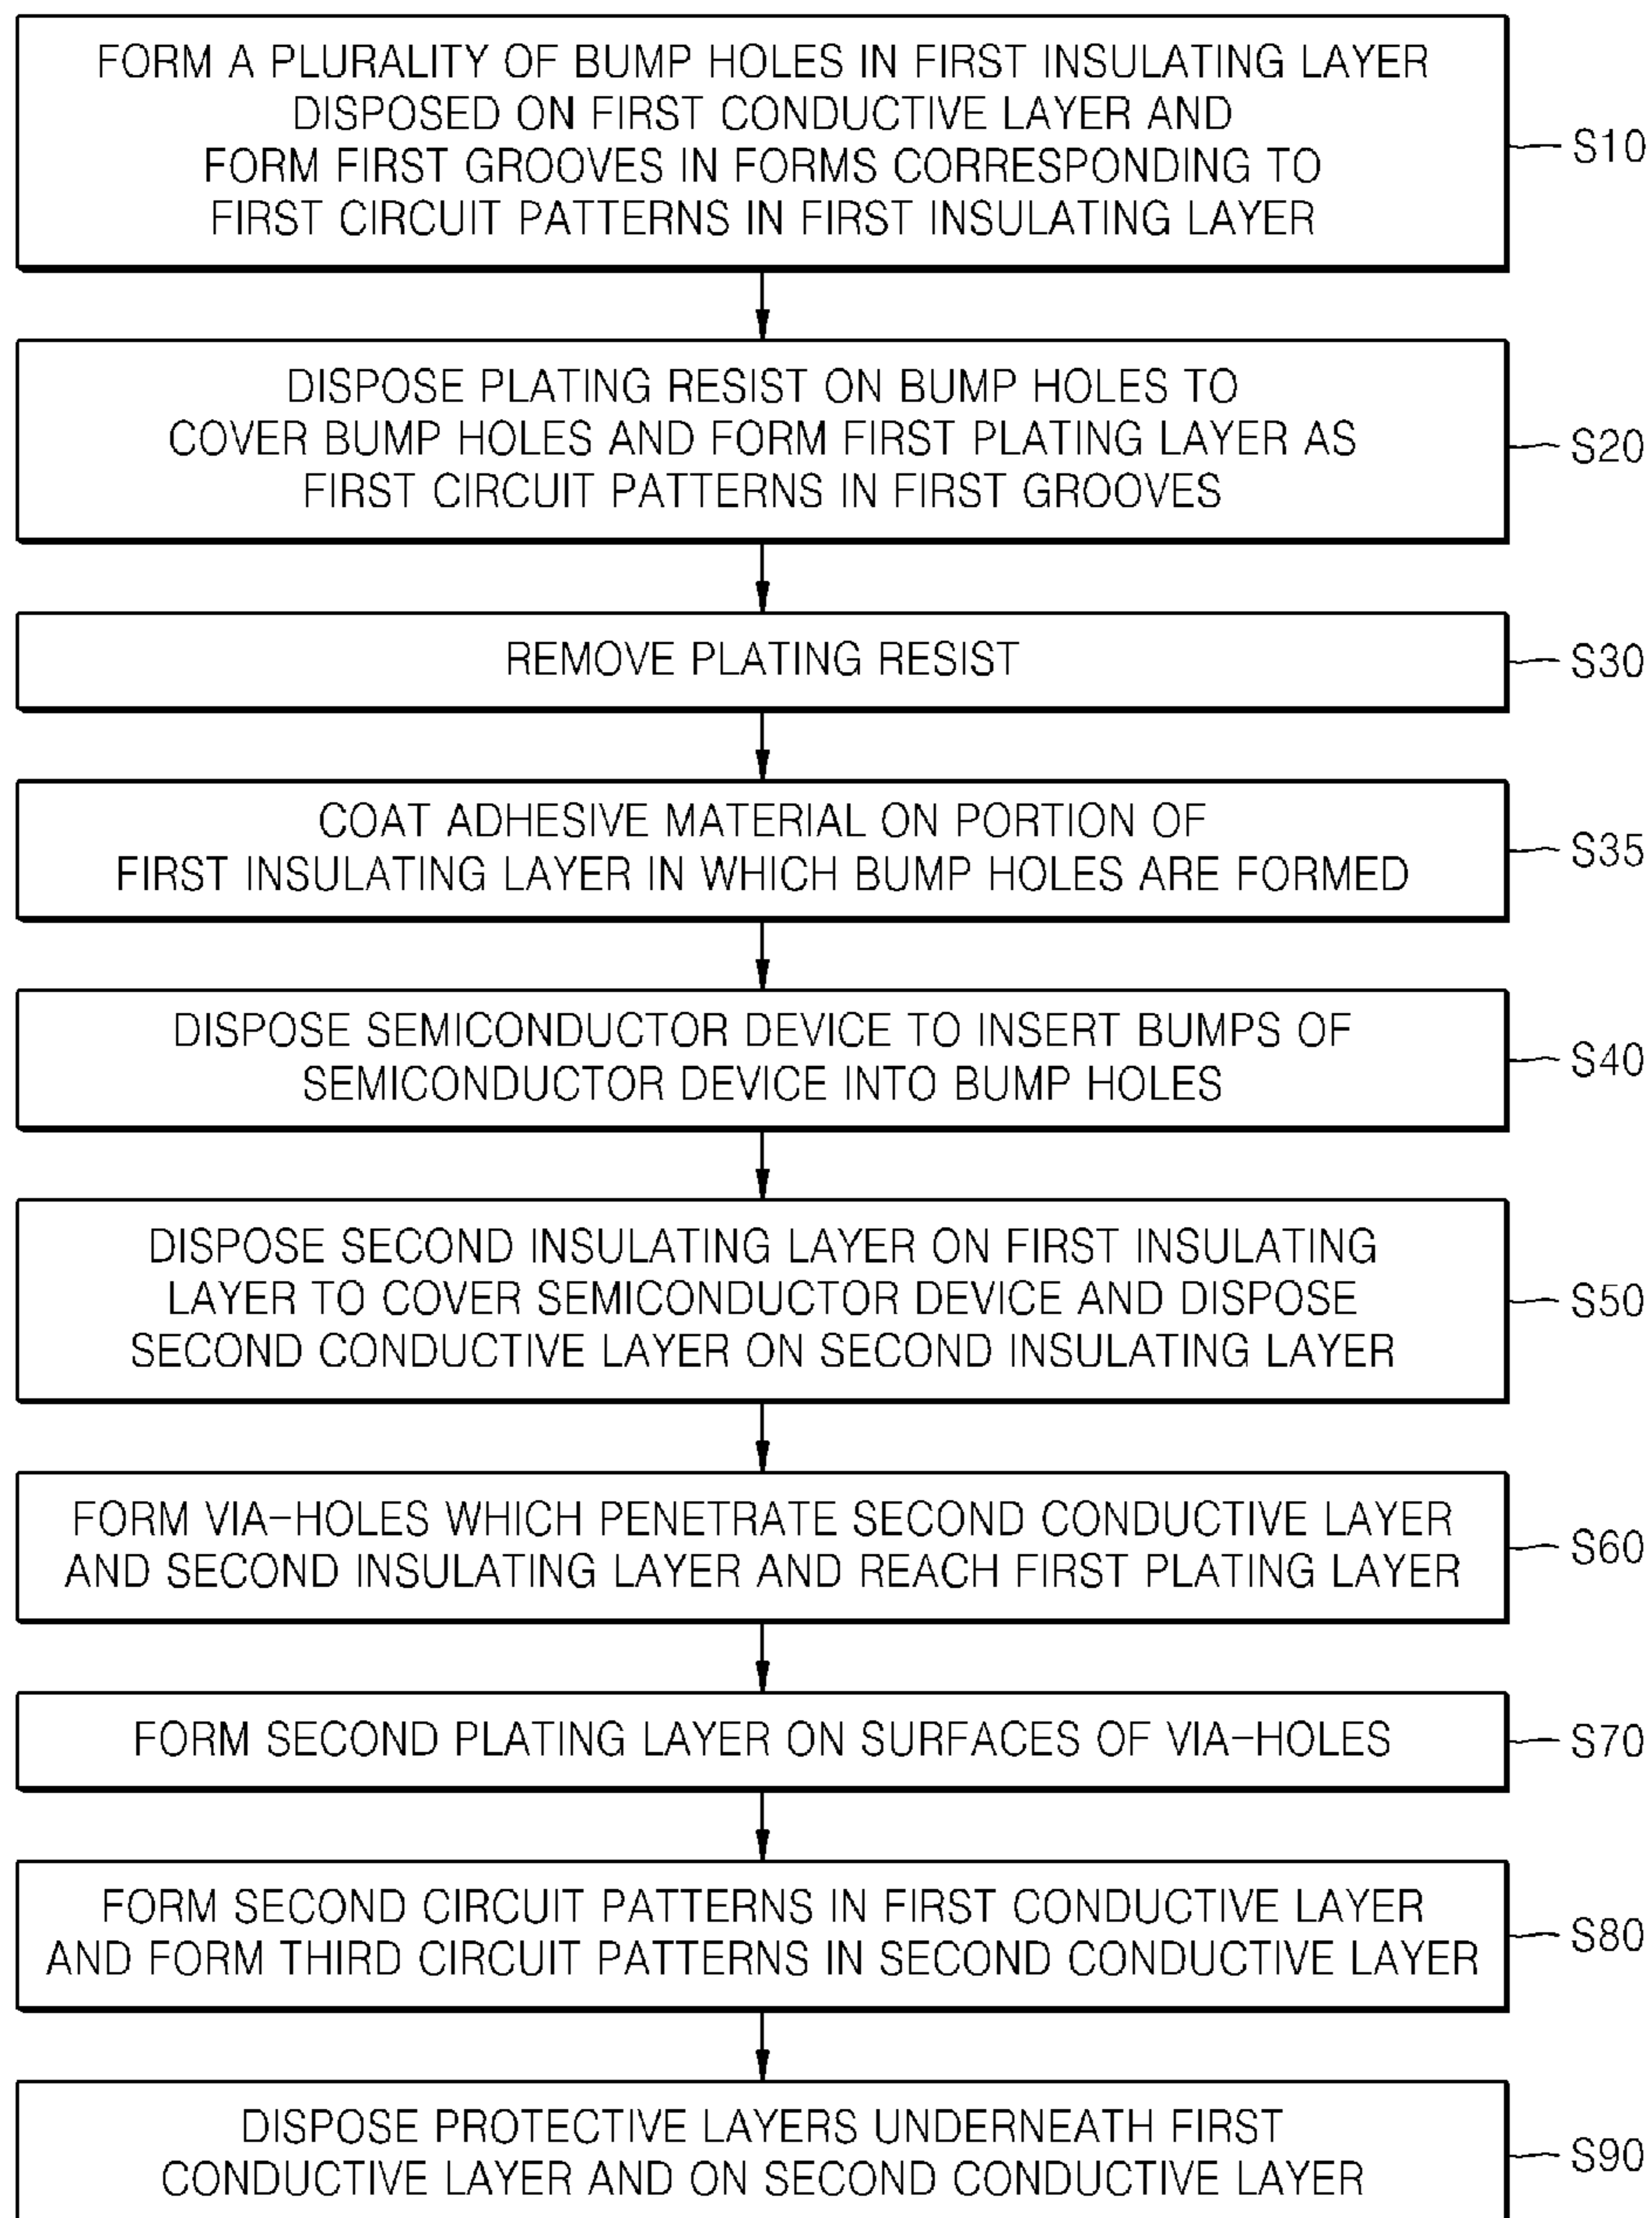 FORM A PLURALITY OF BUMP HOLES IN FIRST INSULATING LAYER
DISPOSED ON FIRST CONDUCTIVE LAYER AND
FORM FIRST GROOVES IN FORMS CORRESPONDING TO
FIRST CIRCUIT PATTERNS IN FIRST INSULATING LAYER
S10
DISPOSE PLATING RESIST ON BUMP HOLES TO
COVER BUMP HOLES AND FORM FIRST PLATING LAYER AS
FIRST CIRCUIT PATTERNS IN FIRST GROOVES
S20
REMOVE PLATING RESIST
S30
COAT ADHESIVE MATERIAL ON PORTION OF
FIRST INSULATING LAYER IN WHICH BUMP HOLES ARE FORMED
S35
DISPOSE SEMICONDUCTOR DEVICE TO INSERT BUMPS OF
SEMICONDUCTOR DEVICE INTO BUMP HOLES
S40
DISPOSE SECOND INSULATING LAYER ON FIRST INSULATING
LAYER TO COVER SEMICONDUCTOR DEVICE AND DISPOSE
SECOND CONDUCTIVE LAYER ON SECOND INSULATING LAYER
S50
FORM VIA-HOLES WHICH PENETRATE SECOND CONDUCTIVE LAYER
AND SECOND INSULATING LAYER AND REACH FIRST PLATING LAYER
S60
FORM SECOND PLATING LAYER ON SURFACES OF VIA-HOLES
S70
FORM SECOND CIRCUIT PATTERNS IN FIRST CONDUCTIVE LAYER
AND FORM THIRD CIRCUIT PATTERNS IN SECOND CONDUCTIVE LAYER
S80
DISPOSE PROTECTIVE LAYERS UNDERNEATH FIRST
CONDUCTIVE LAYER AND ON SECOND CONDUCTIVE LAYER
S90